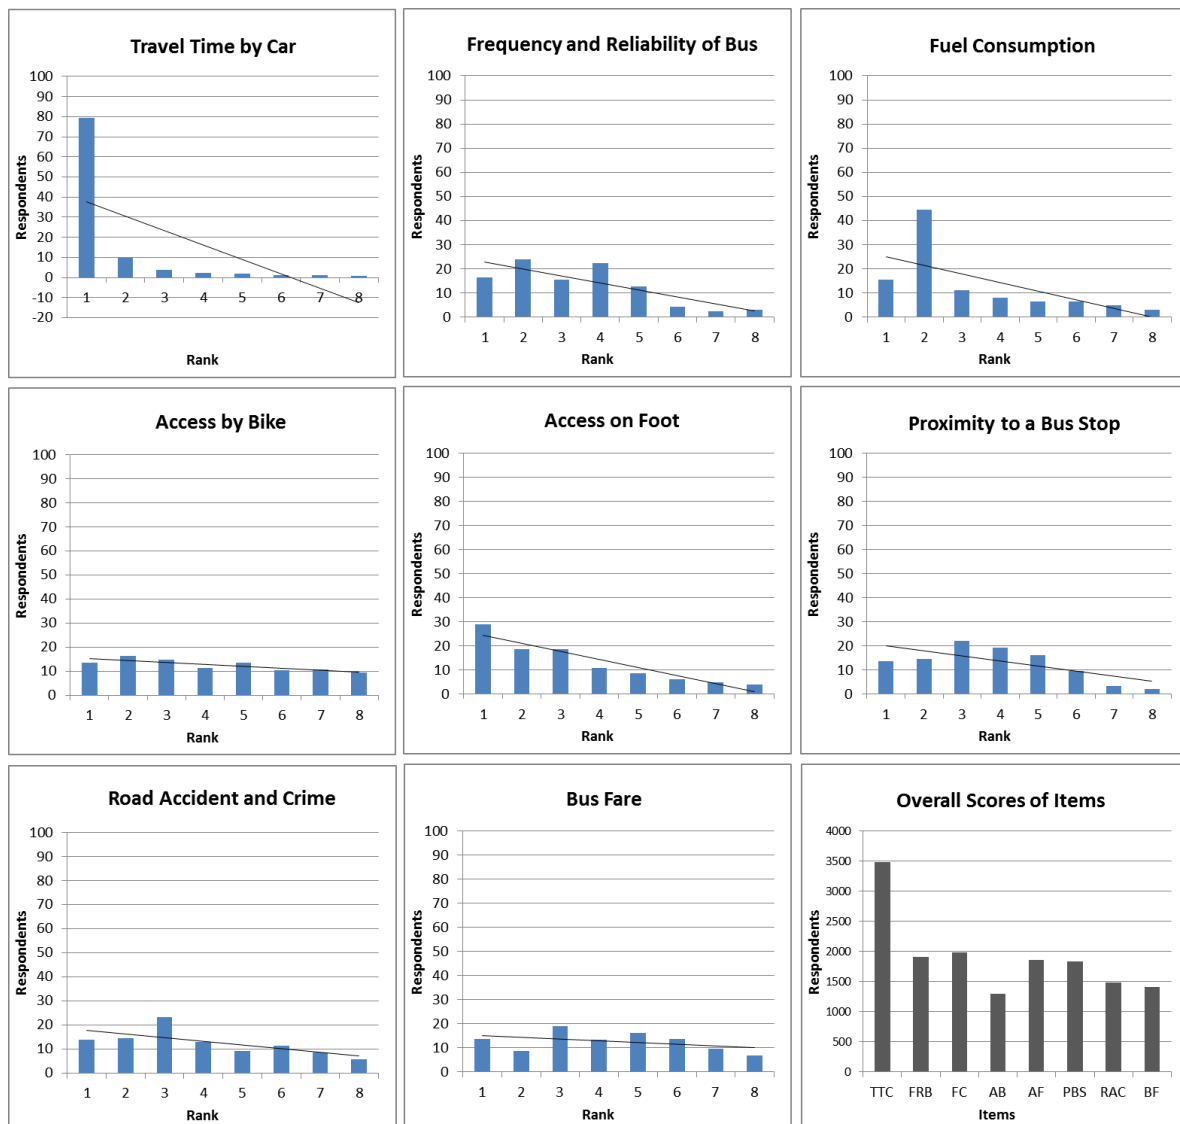 Travel Time by Car
100
90
80
70
60
50
40
30
20
10
0
-10
-20
1 2 3 4 5 6 7 8
Respondents
Rank
Frequency and Reliability of Bus
100
90
80
70
60
50
40
30
20
10
0
1 2 3 4 5 6 7 8
Respondents
Rank
Fuel Consumption
100
90
80
70
60
50
40
30
20
10
0
1 2 3 4 5 6 7 8
Respondents
Rank
Access by Bike
100
90
80
70
60
50
40
30
20
10
0
1 2 3 4 5 6 7 8
Respondents
Rank
Access on Foot
100
90
80
70
60
50
40
30
20
10
0
1 2 3 4 5 6 7 8
Respondents
Rank
Proximity to a Bus Stop
100
90
80
70
60
50
40
30
20
10
0
1 2 3 4 5 6 7 8
Respondents
Rank
Road Accident and Crime
100
90
80
70
60
50
40
30
20
10
0
1 2 3 4 5 6 7 8
Respondents
Rank
Bus Fare
100
90
80
70
60
50
40
30
20
10
0
1 2 3 4 5 6 7 8
Respondents
Rank
Overall Scores of Items
4000
3500
3000
2500
2000
1500
1000
500
0
TTC FRB FC AB AF PBS RAC BF
Respondents
Items